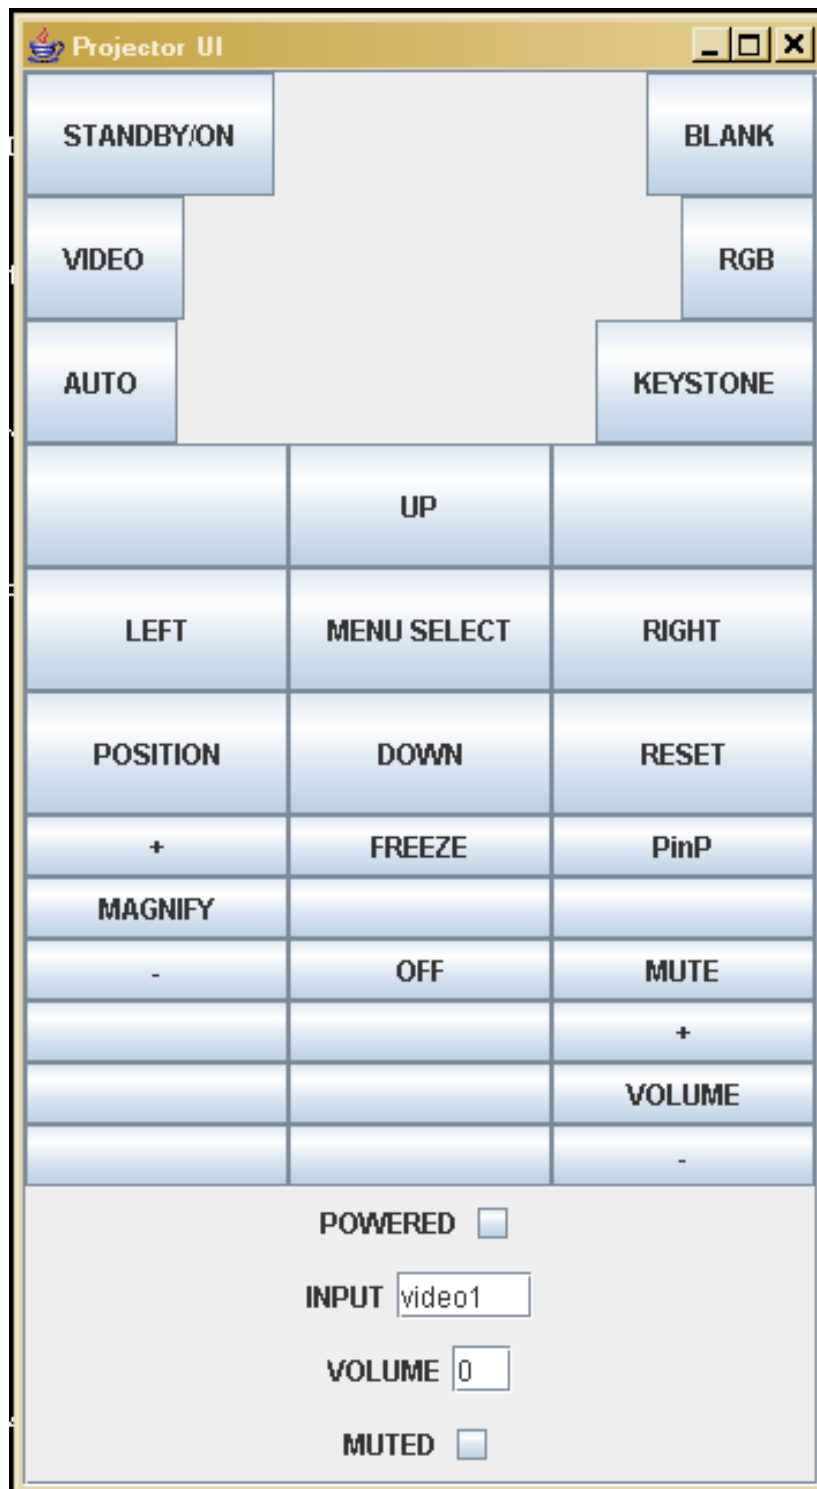 Projector UI
STANDBY/ON BLANK
VIDEO RGB
AUTO KEYSTONE
UP
LEFT MENU SELECT RIGHT
POSITION DOWN RESET
+ FREEZE PinP
MAGNIFY
- OFF MUTE
+
VOLUME
-
POWERED
INPUT video1
VOLUME 0
MUTED